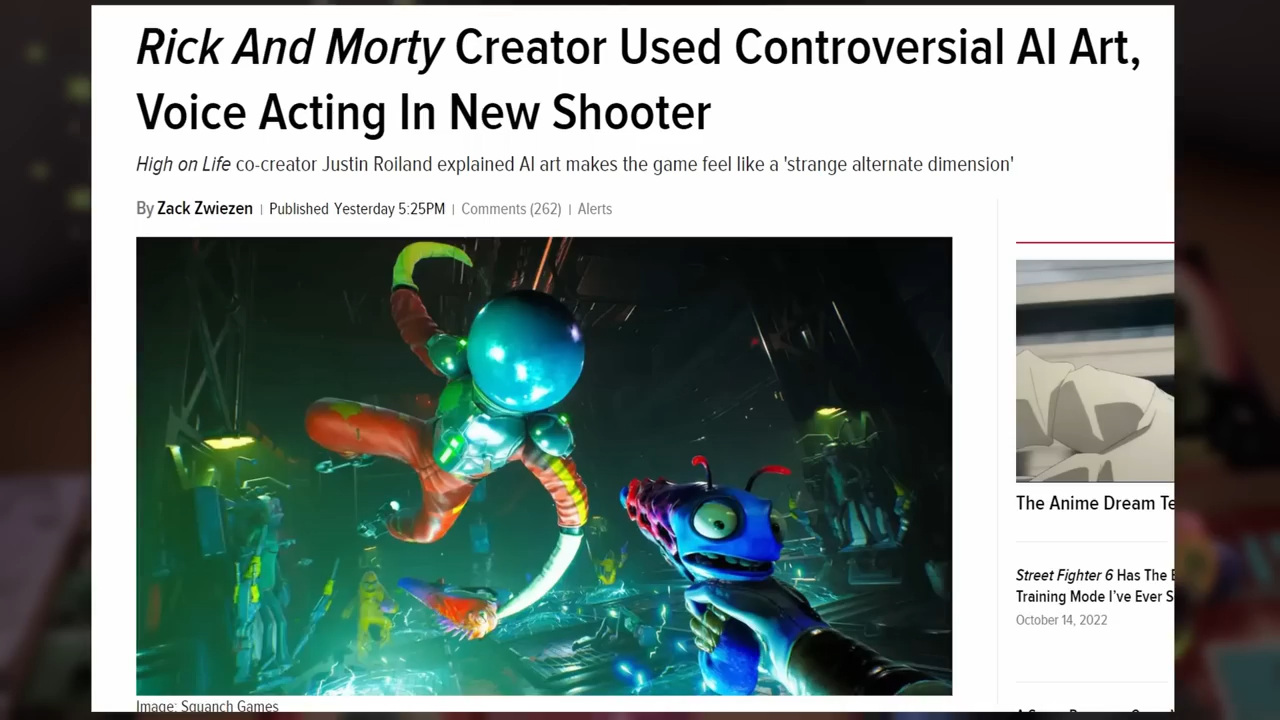 Rick And Morty Creator Used Controversial AI Art,
Voice Acting In New Shooter
High on Life co-creator Justin Roiland explained AI art makes the game feel like a 'strange alternate dimension'
By Zack Zwiezen | Published Yesterday 5:25PM | Comments (262) | Alerts
Image: Squanch Games
The Anime Dream Te
Street Fighter 6 Has The
Training Mode I've Ever S
October 14, 2022